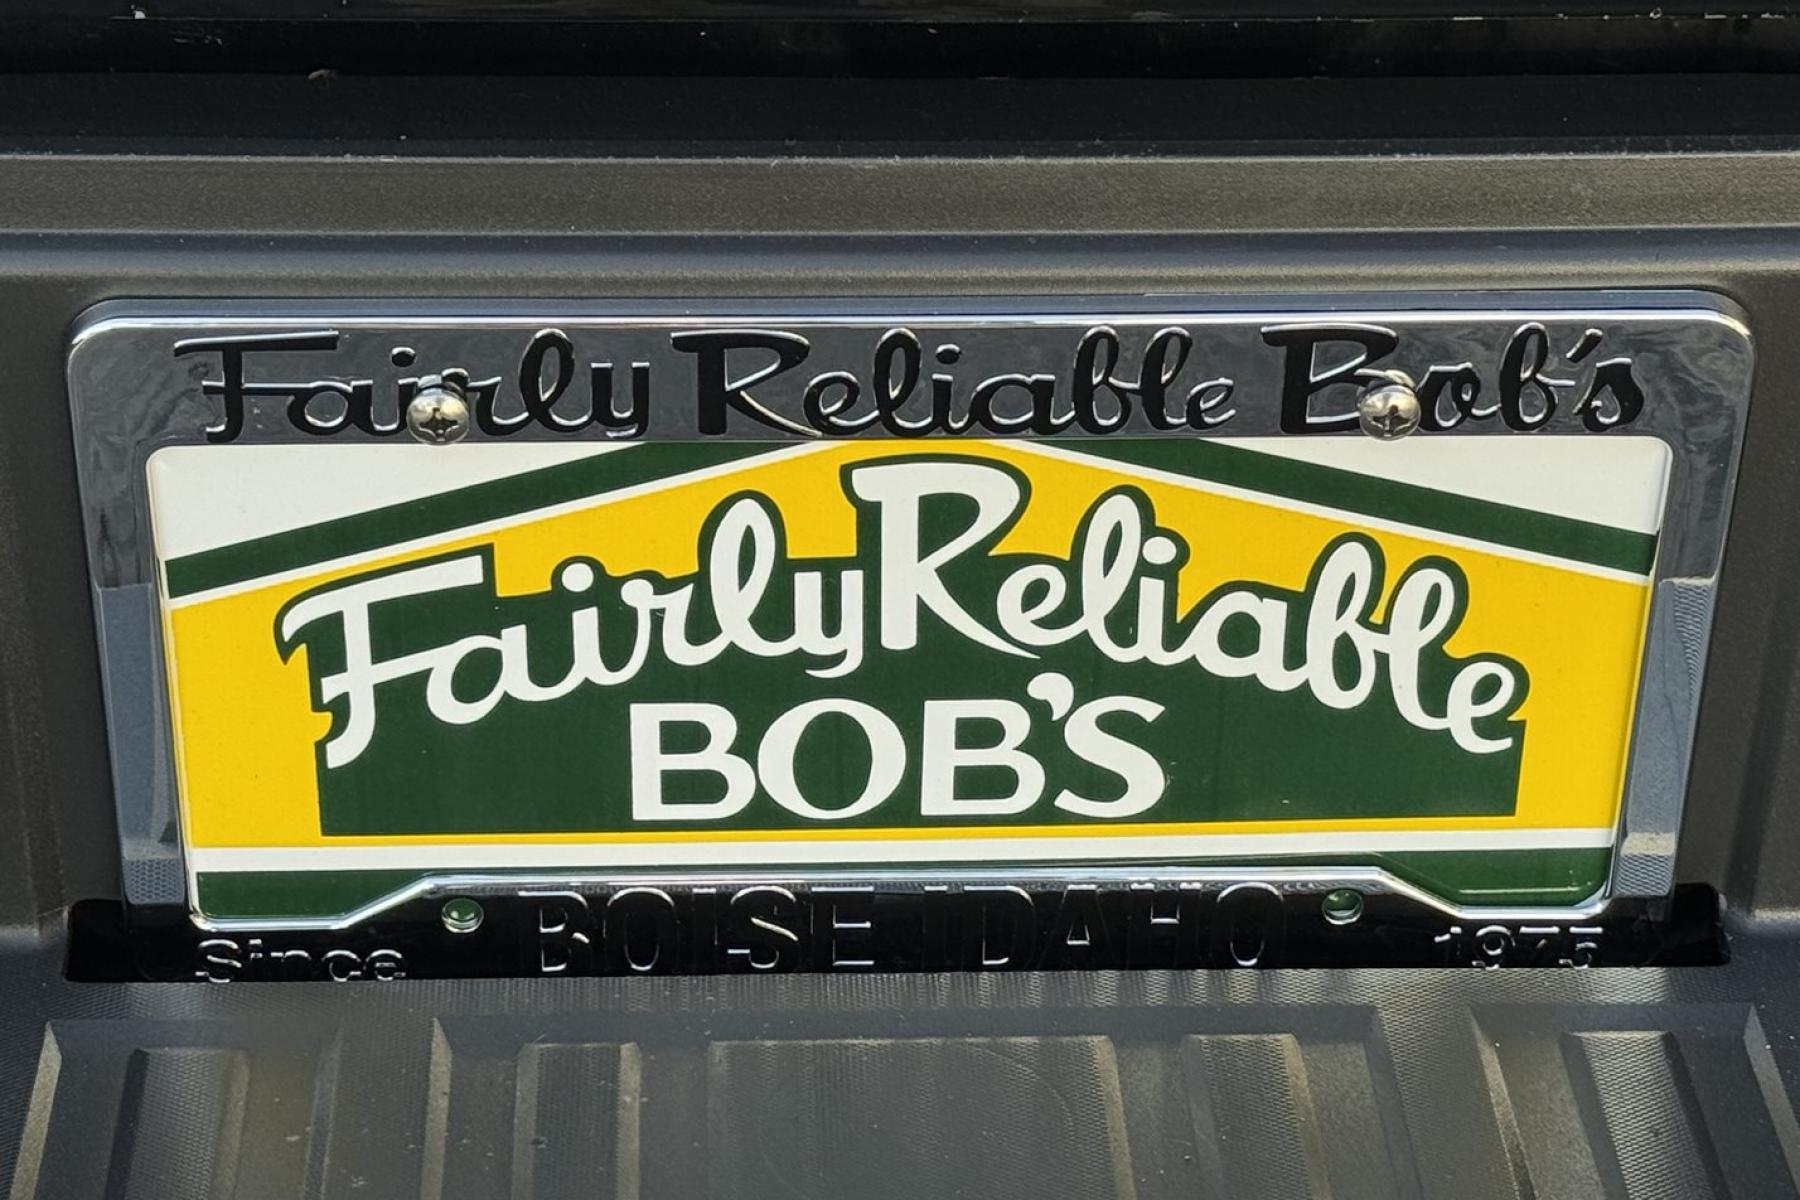 Fairly Reliable Bob's
Fairly Reliable
BOB'S
Since BOISE IDAHO 1975